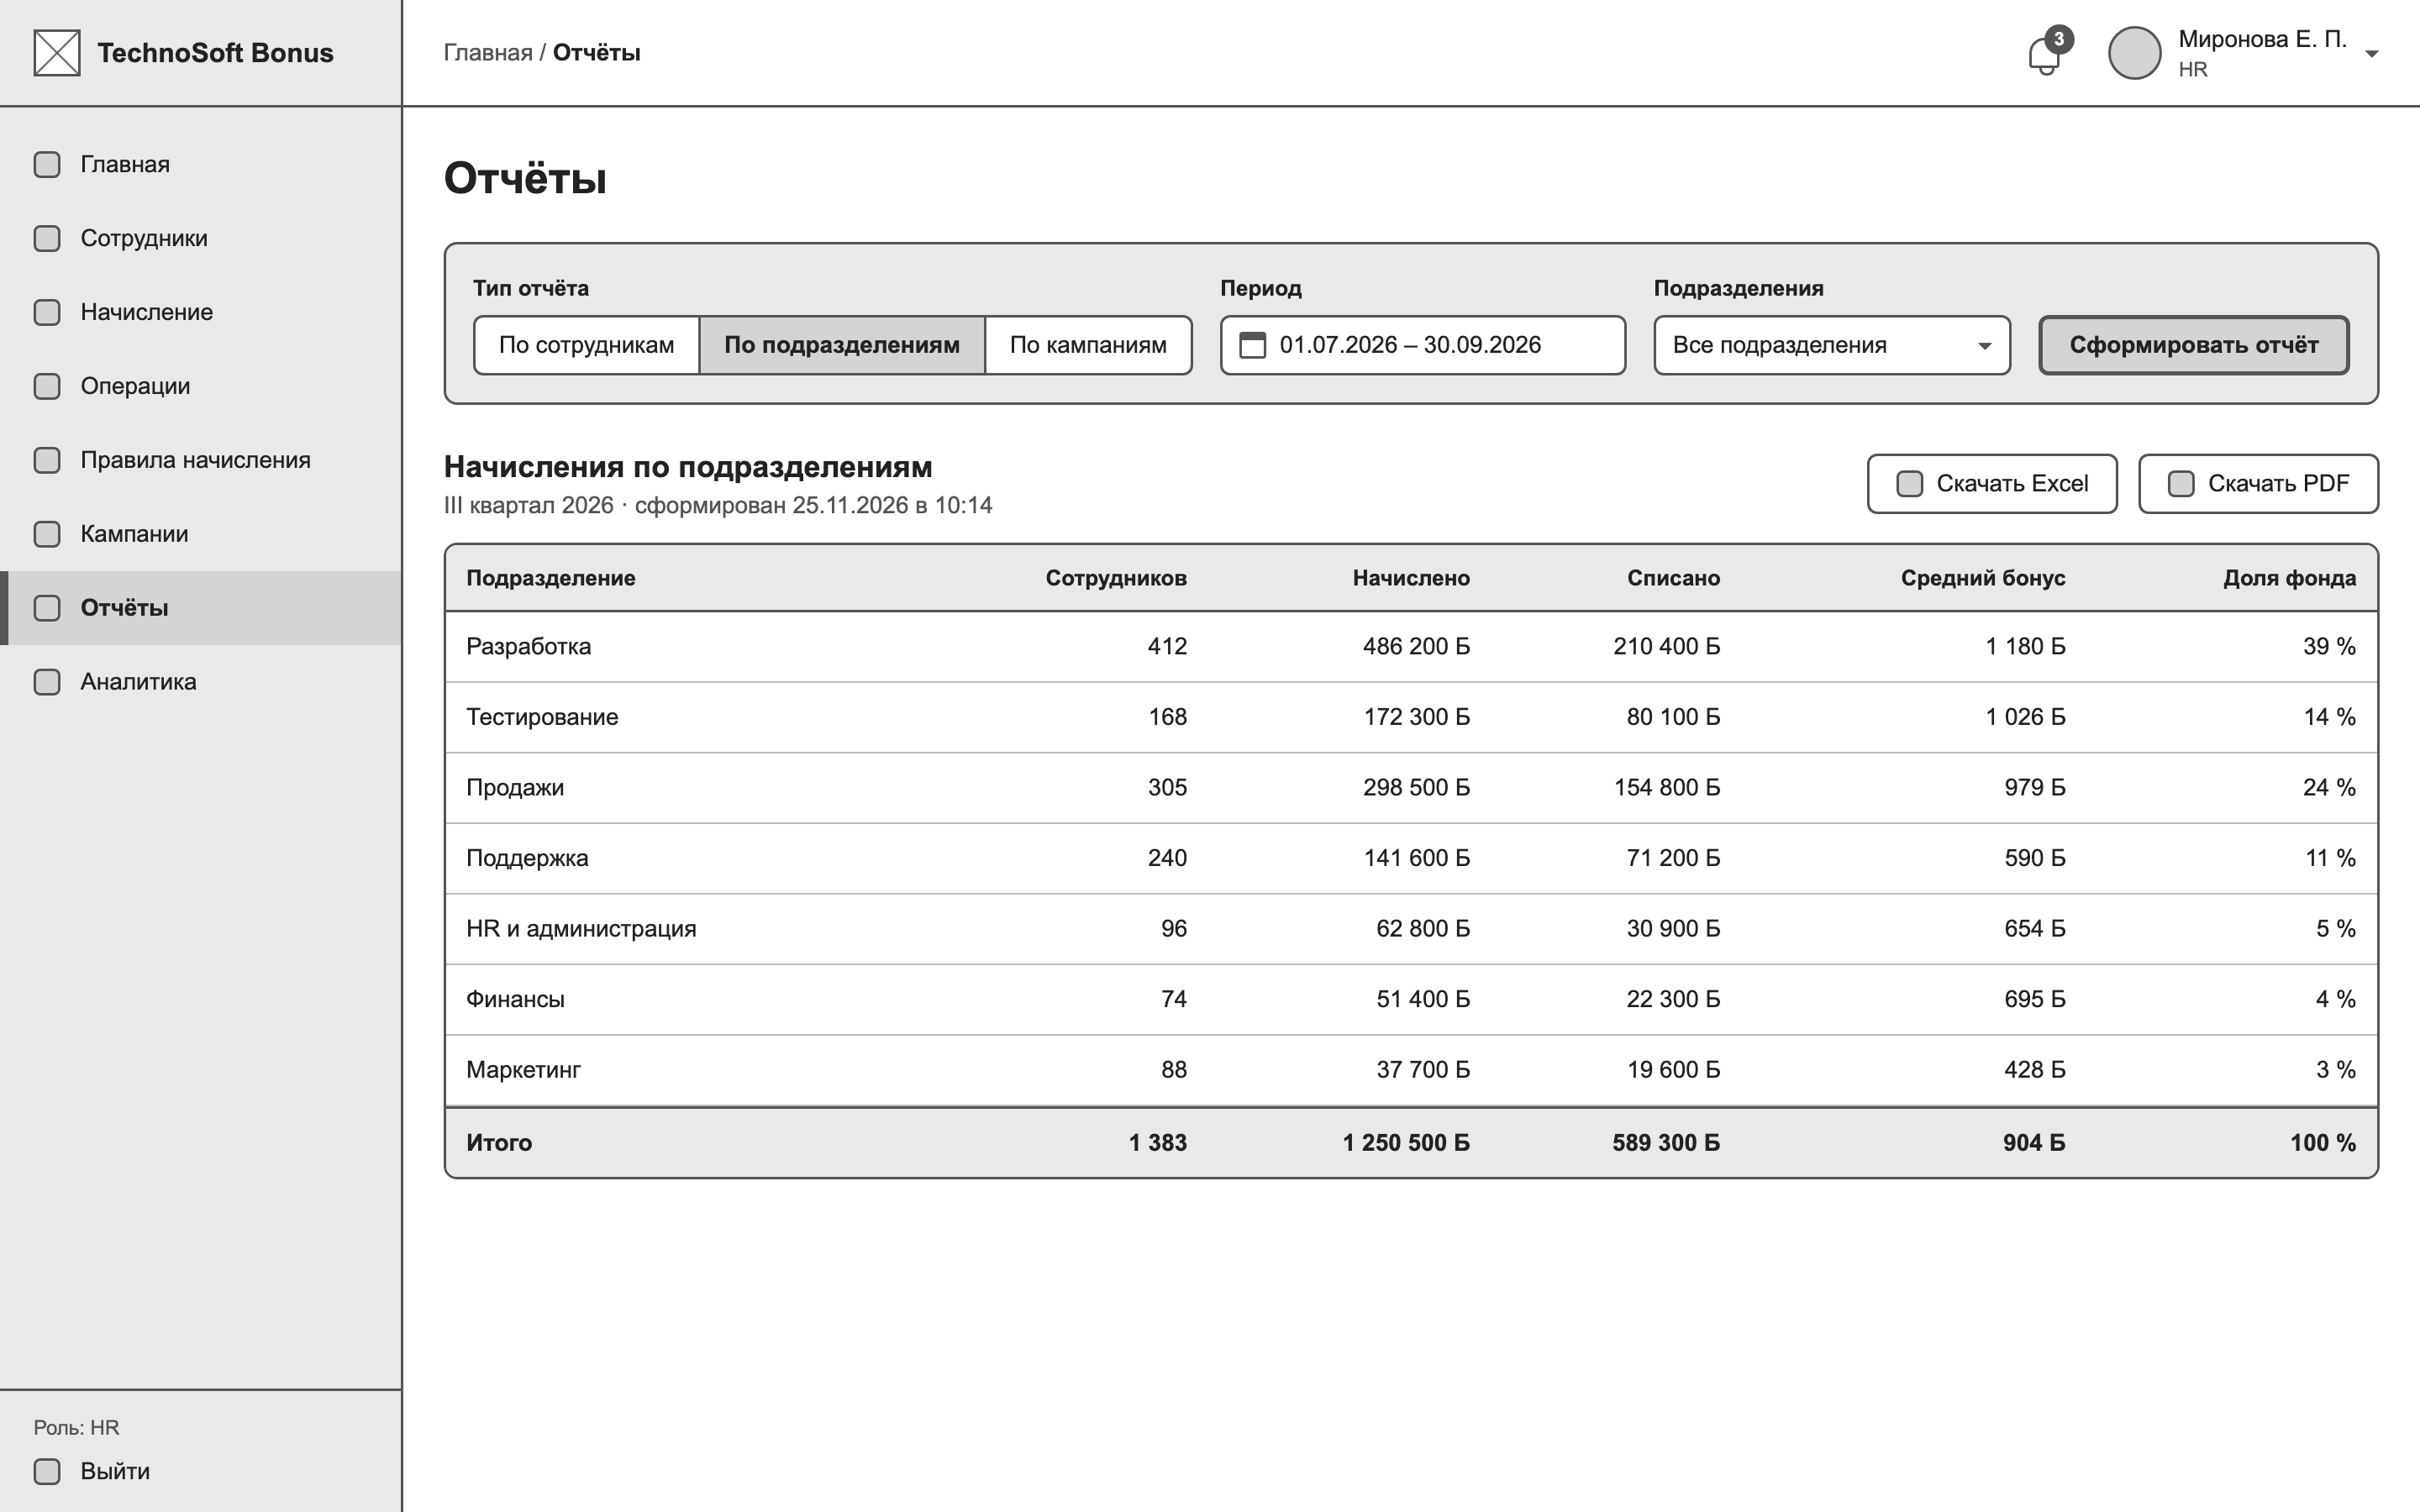 TechnoSoft Bonus
Главная / Отчёты
3
Миронова Е. П.
HR
Главная
Сотрудники
Начисление
Операции
Правила начисления
Кампании
Отчёты
Аналитика
Роль: HR
Выйти
Отчёты
Тип отчёта
Период
Подразделения
По сотрудникам
По подразделениям
По кампаниям
01.07.2026 – 30.09.2026
Все подразделения
Сформировать отчёт
Начисления по подразделениям
III квартал 2026 · сформирован 25.11.2026 в 10:14
Скачать Excel
Скачать PDF
Подразделение Сотрудников Начислено Списано Средний бонус Доля фонда
Разработка 412 486 200 Б 210 400 Б 1 180 Б 39 %
Тестирование 168 172 300 Б 80 100 Б 1 026 Б 14 %
Продажи 305 298 500 Б 154 800 Б 979 Б 24 %
Поддержка 240 141 600 Б 71 200 Б 590 Б 11 %
HR и администрация 96 62 800 Б 30 900 Б 654 Б 5 %
Финансы 74 51 400 Б 22 300 Б 695 Б 4 %
Маркетинг 88 37 700 Б 19 600 Б 428 Б 3 %
Итого 1 383 1 250 500 Б 589 300 Б 904 Б 100 %